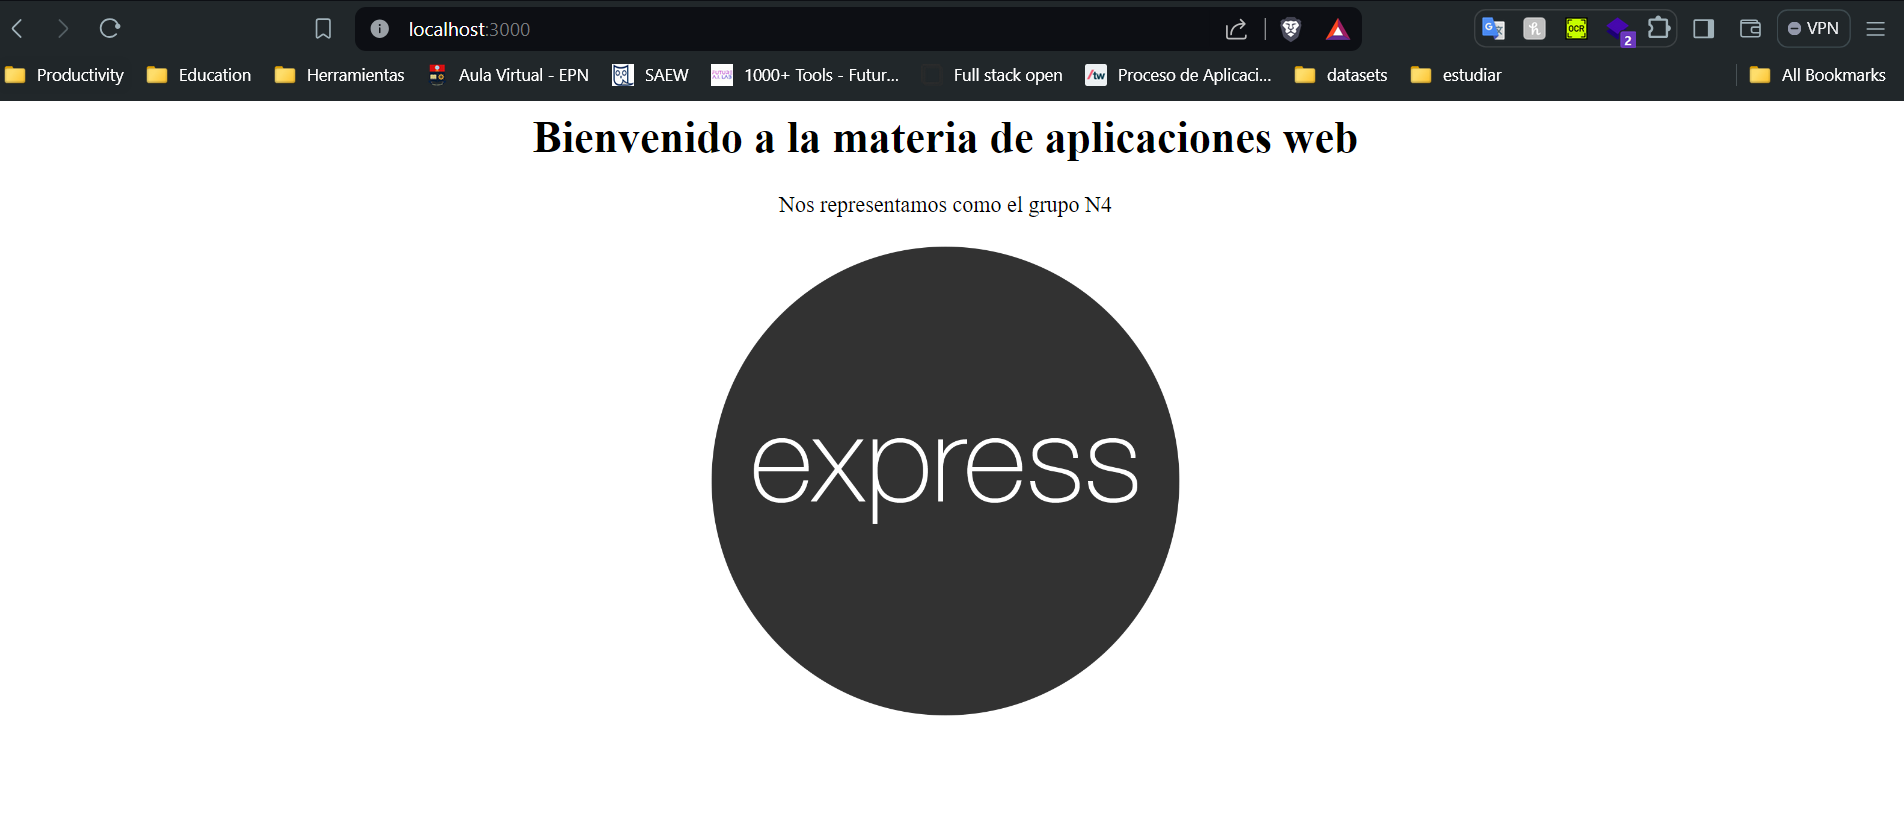 localhost:3000
VPN
2
Productivity Education Herramientas Aula Virtual - EPN SAEW 1000+ Tools - Futur... Full stack open Proceso de Aplicaci... datasets estudiar All Bookmarks
Bienvenido a la materia de aplicaciones web
Nos representamos como el grupo N4
express